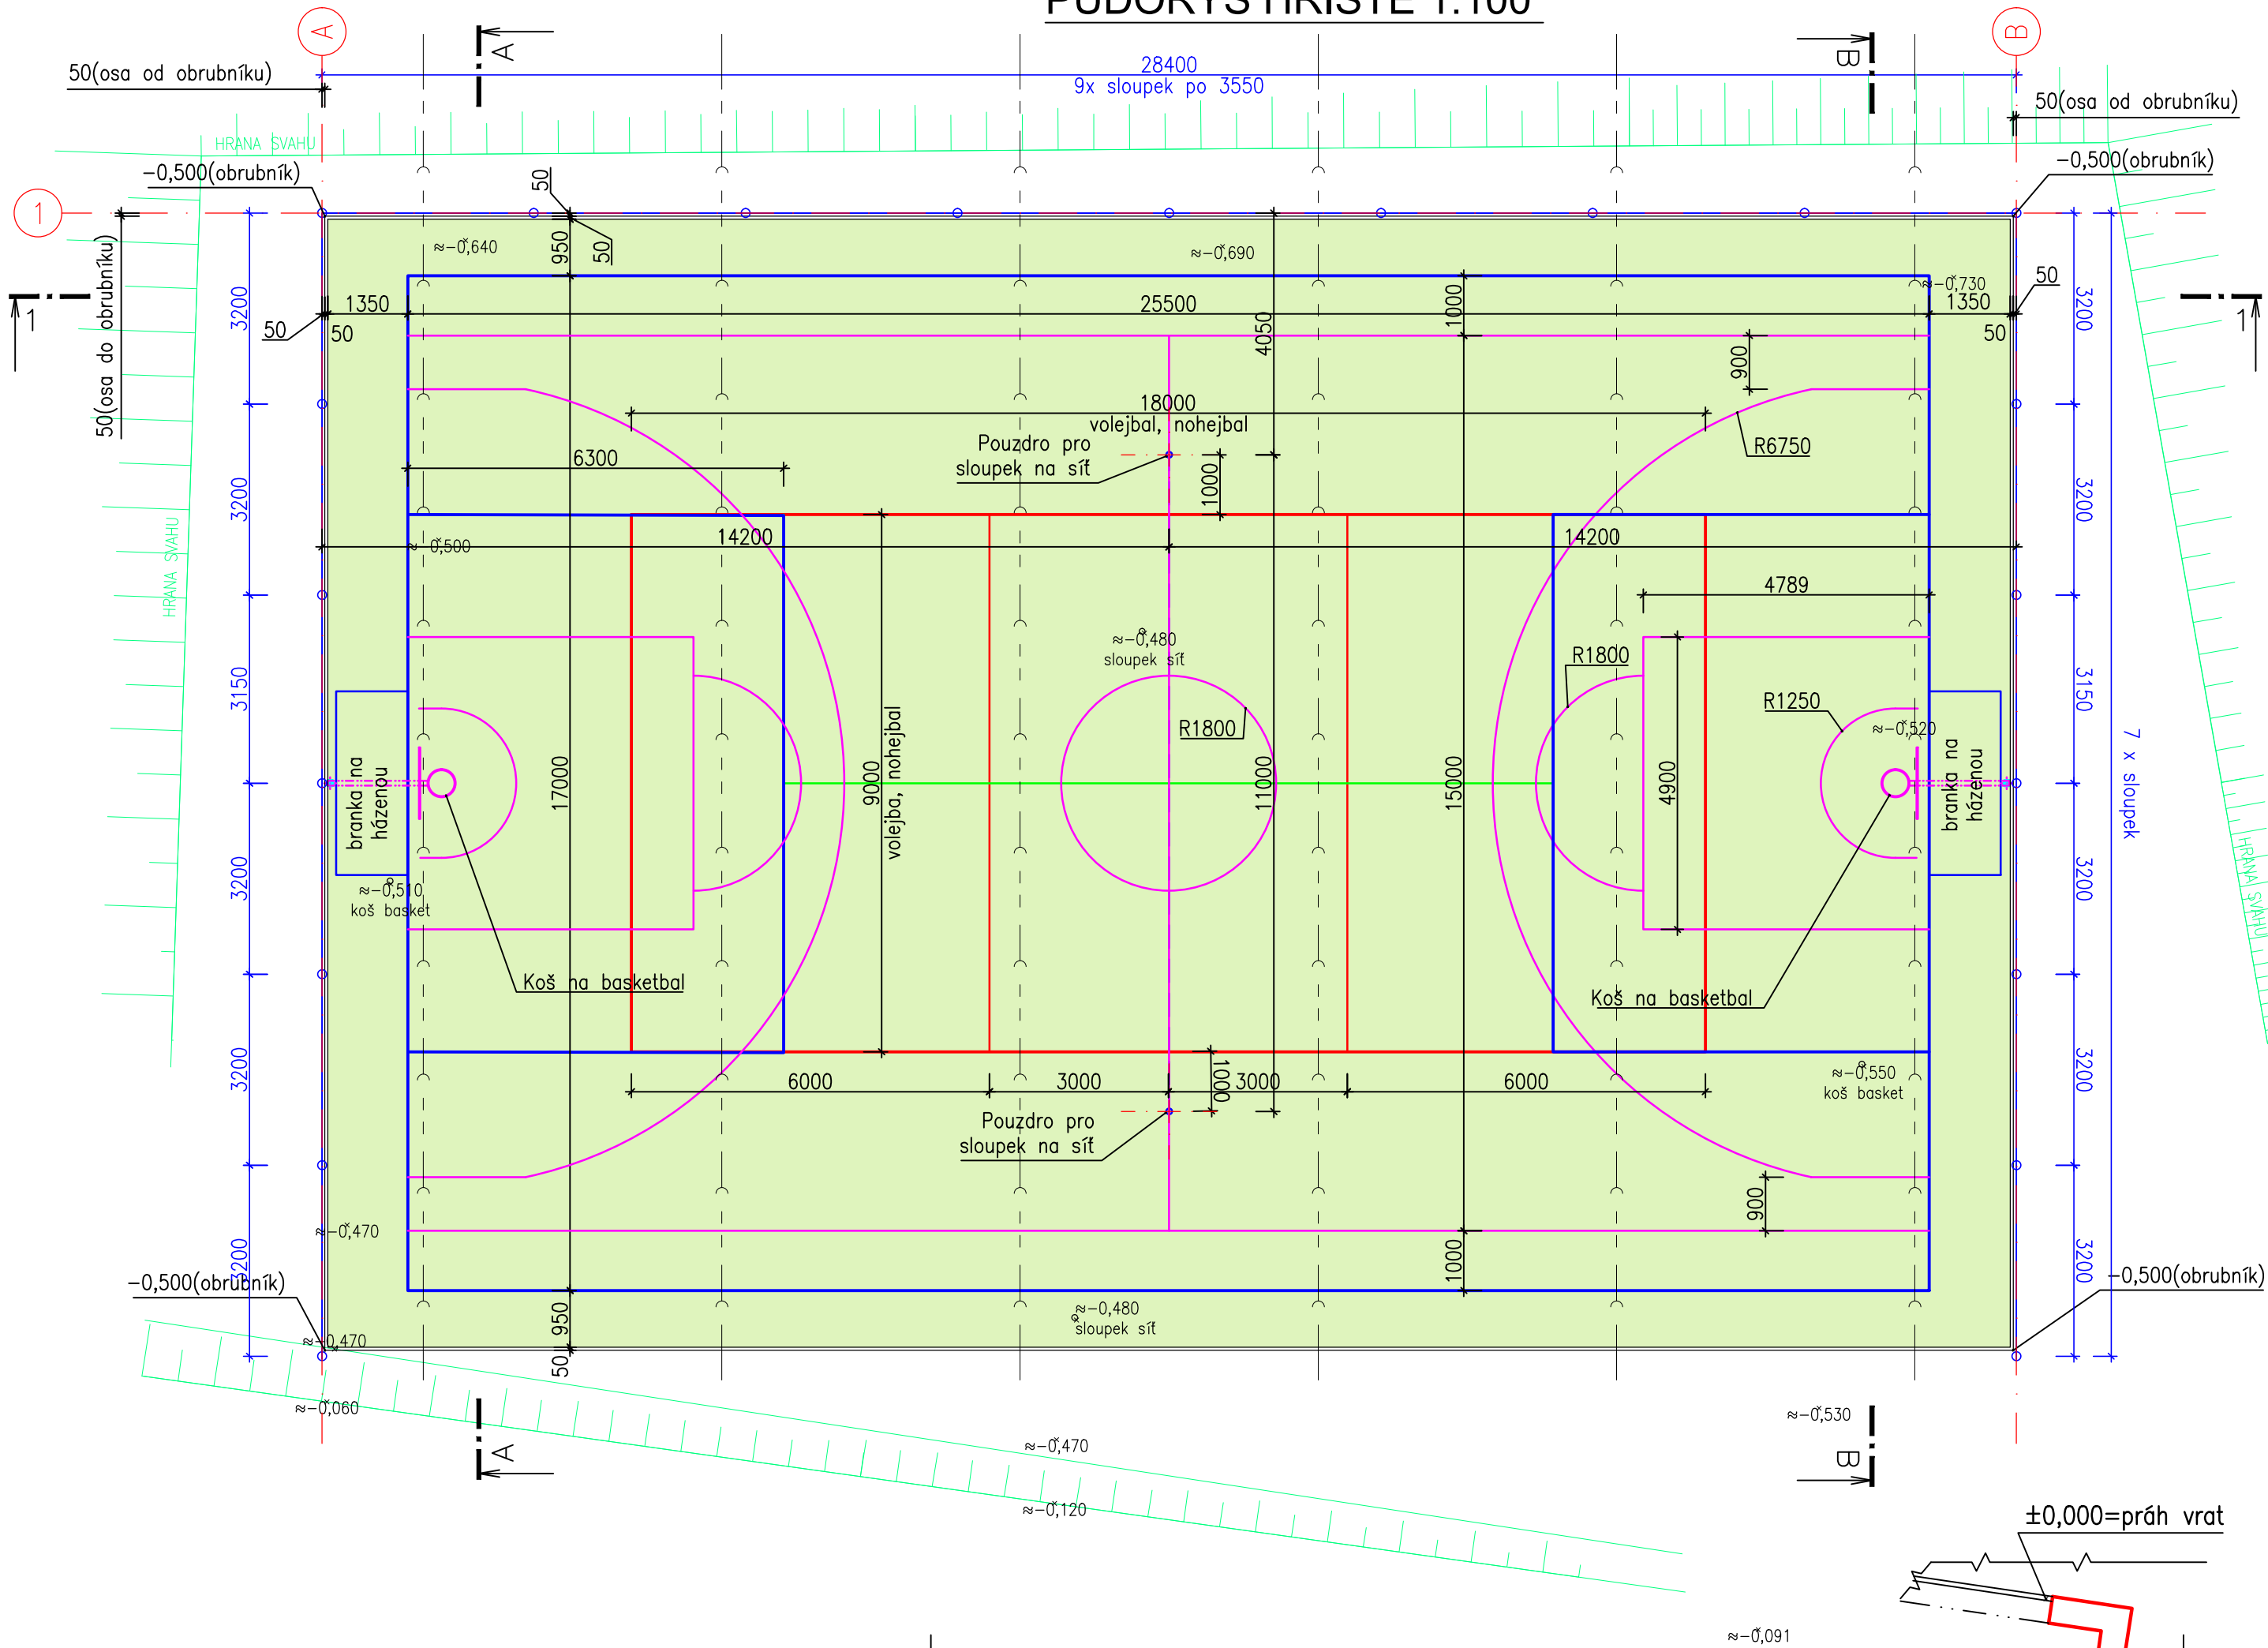 PŮDORYS HŘIŠTĚ 1:100
A
A
B
B
50(osa od obrubníku)
28400
9x sloupek po 3550
50(osa od obrubníku)
HRANA SVAHU
-0,500(obrubník)
50
-0,500(obrubník)
1
950
50
≈-0,640
≈-0,690
≈-0,730
50
50(osa do obrubníku)
3200
1350
25500
1000
1350
3200
1
50
50
4050
50
1
900
18000
volejbal, nohejbal
Pouzdro pro
sloupek na síť
R6750
6300
1000
3200
3200
HRANA SVAHU
≈-0,500
14200
14200
4789
≈-0,480
sloupek síť
R1800
3150
R1250
3150
R1800
≈-0,520
7 x sloupek
branka na
házenou
17000
9000
volejba, nohejbal
11000
15000
4900
branka na
házenou
3200
≈-0,510
koš basket
3200
HRANA SVAHU
Koš na basketbal
Koš na basketbal
3200
6000
3000
1000
3000
6000
≈-0,550
koš basket
3200
Pouzdro pro
sloupek na síť
900
≈-0,470
3200
1000
3200
-0,500(obrubník)
-0,500(obrubník)
950
≈-0,480
sloupek síť
≈-0,470
50
≈-0,060
≈-0,530
A
≈-0,470
B
≈-0,120
±0,000=práh vrat
≈-0,091